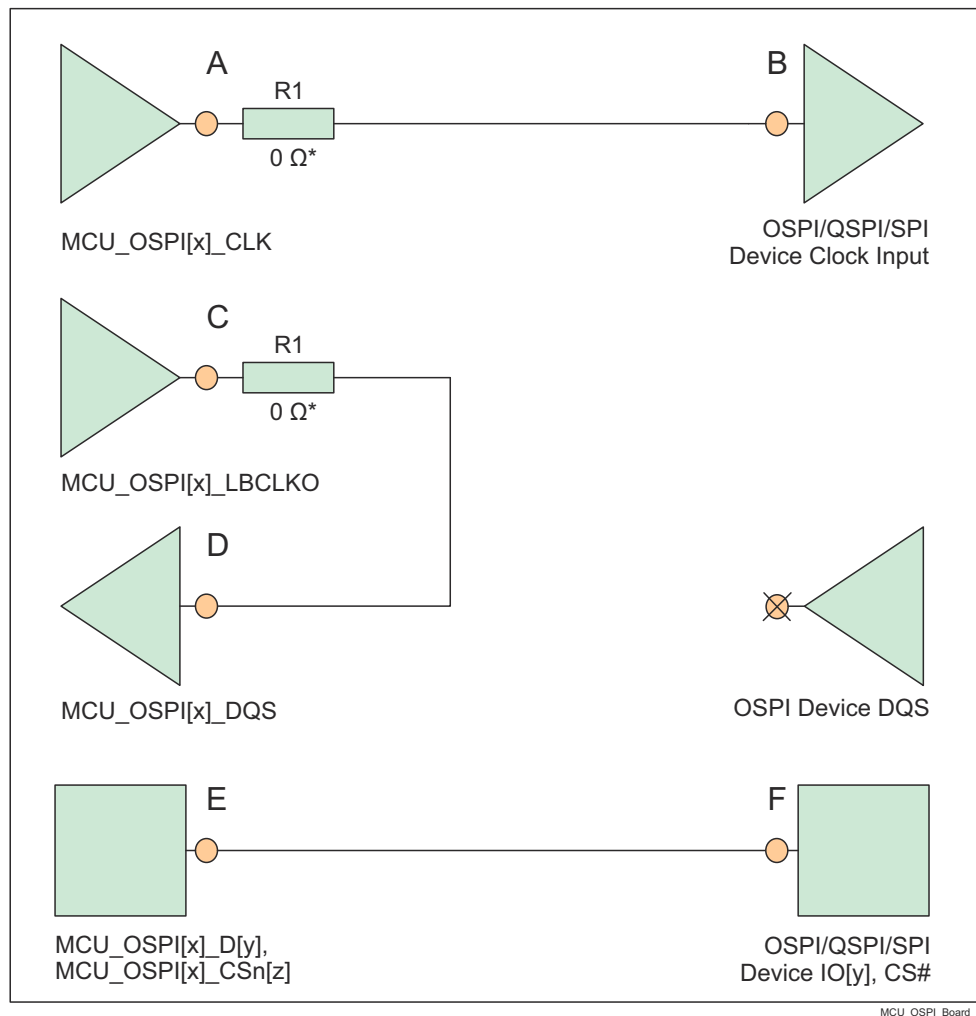 A
R1
0 Ω*
MCU_OSPI[x]_CLK
B
OSPI/QSPI/SPI
Device Clock Input
C
R1
0 Ω*
MCU_OSPI[x]_LBCLKO
D
MCU_OSPI[x]_DQS
OSPI Device DQS
E
MCU_OSPI[x]_D[y],
MCU_OSPI[x]_CSn[z]
F
OSPI/QSPI/SPI
Device IO[y], CS#
MCU_OSPI_Board